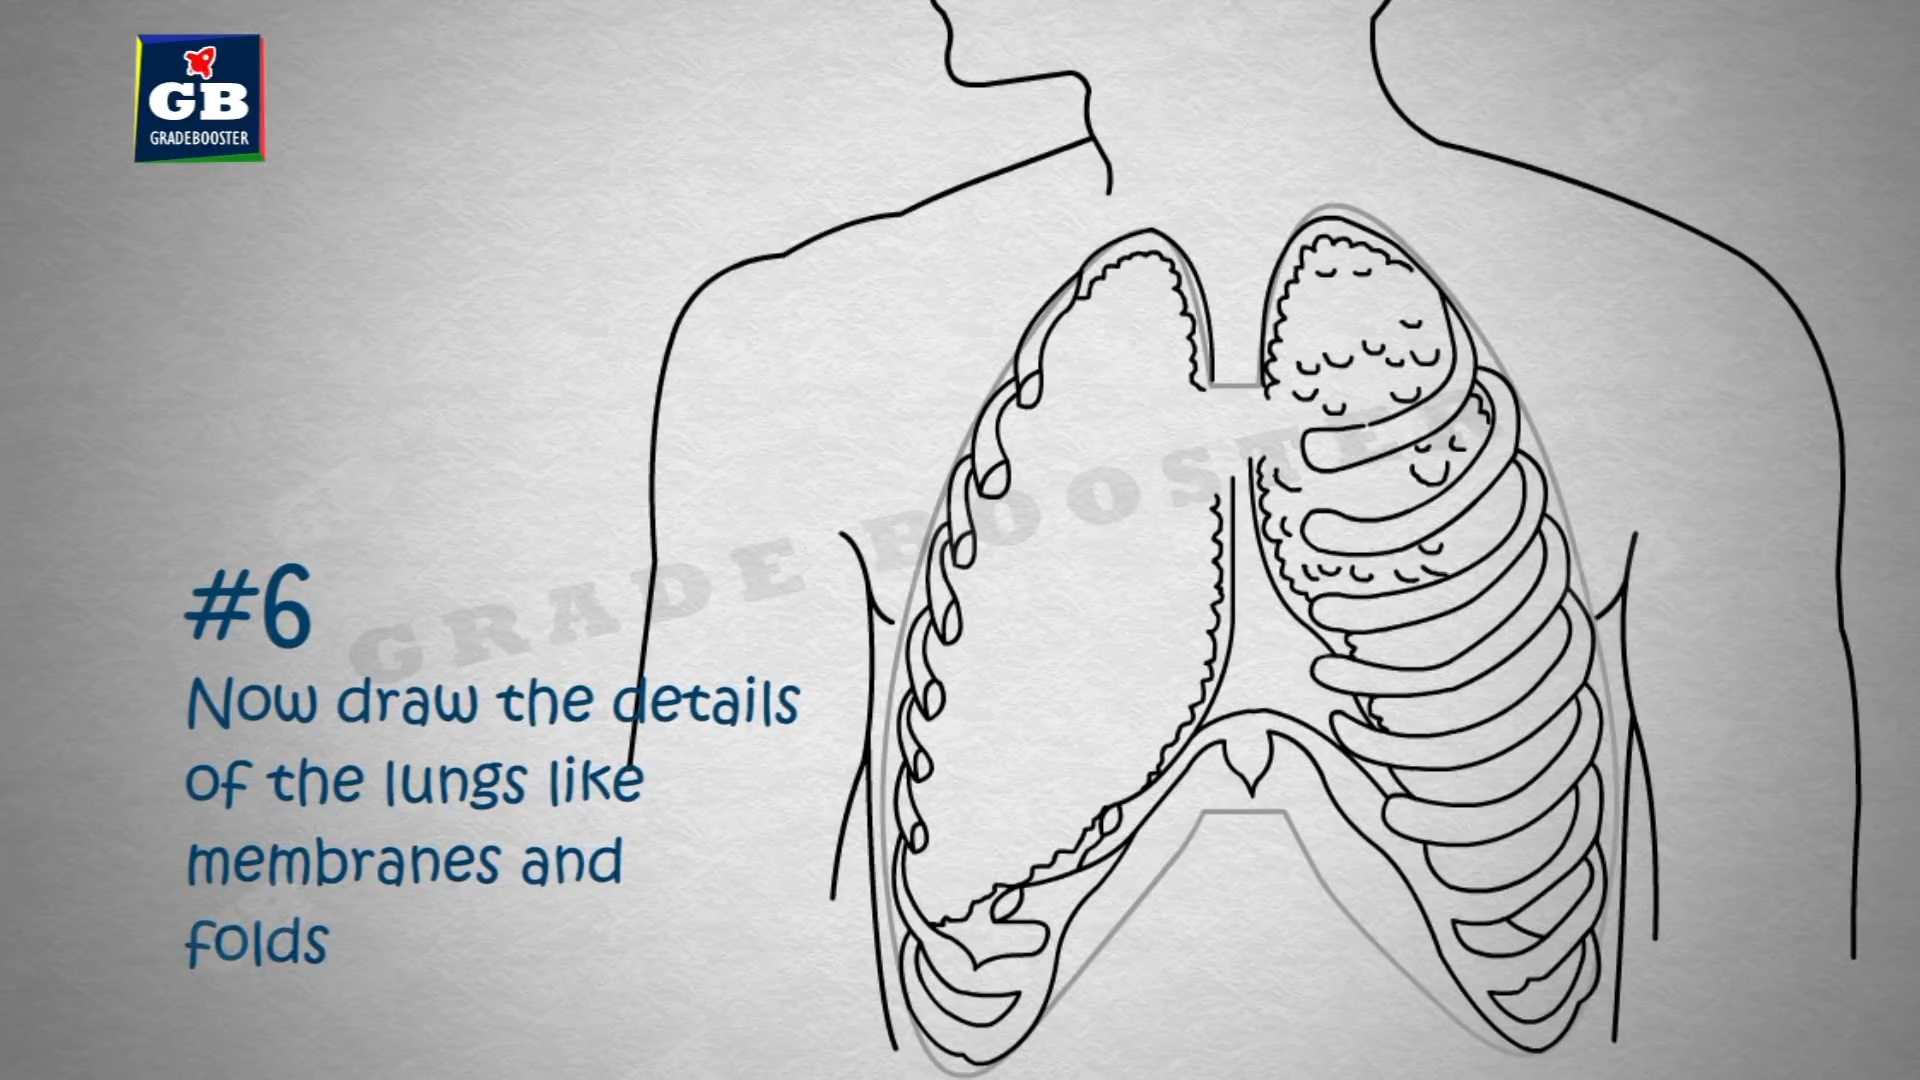 GB
GRADEBOOSTER
GRADE BOOSTER
#6
Now draw the details
of the lungs like
membranes and
folds